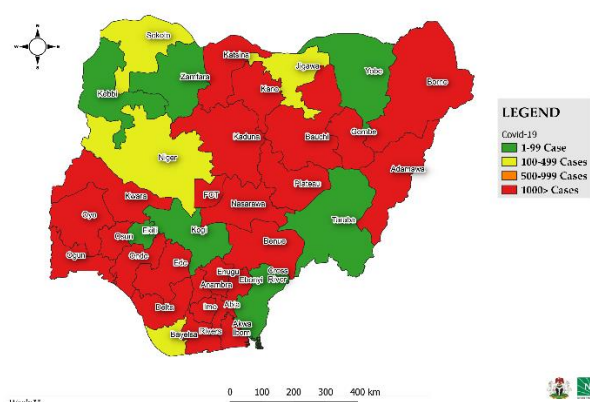 N
W
E
S
Sokoto
Katsina
Jigawa
Yobe
Borno
Zamfara
Kebbi
Kano
Kaduna
Bauchi
Gombe
Niger
Adamawa
Plateau
Kwara
FCT
Nasarawa
Taraba
Oyo
Ekiti
Kogi
Osun
Benue
Ogun
Ondo
Edo
Enugu
Cross
River
Ebonyi
Anambra
Delta
Imo
Abia
Akwa
Ibom
Bayelsa
Rivers
LEGEND
Covid-19
1-99 Case
100-499 Cases
500-999 Cases
1000> Cases
0 100 200 300 400 km
N